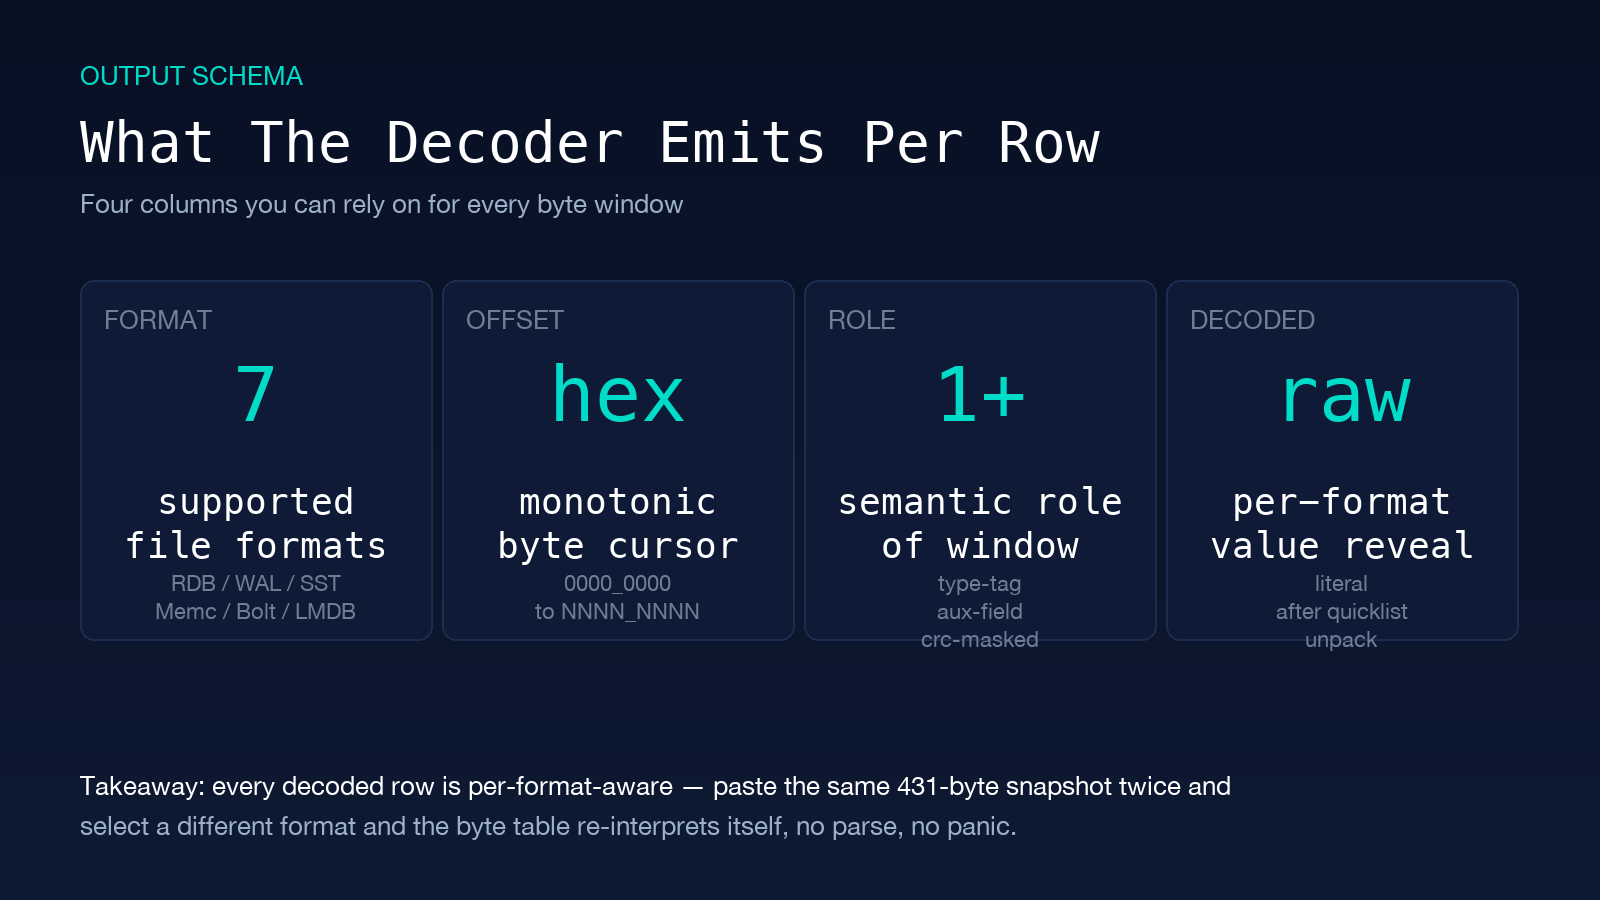 OUTPUT SCHEMA
What The Decoder Emits Per Row
Four columns you can rely on for every byte window
FORMAT
7
supported
file formats
RDB / WAL / SST
Memc / Bolt / LMDB
OFFSET
hex
monotonic
byte cursor
0000_0000
to NNNN_NNNN
ROLE
1+
semantic role
of window
type-tag
aux-field
crc-masked
DECODED
raw
per-format
value reveal
literal
after quicklist
unpack
Takeaway: every decoded row is per-format-aware — paste the same 431-byte snapshot twice and
select a different format and the byte table re-interprets itself, no parse, no panic.